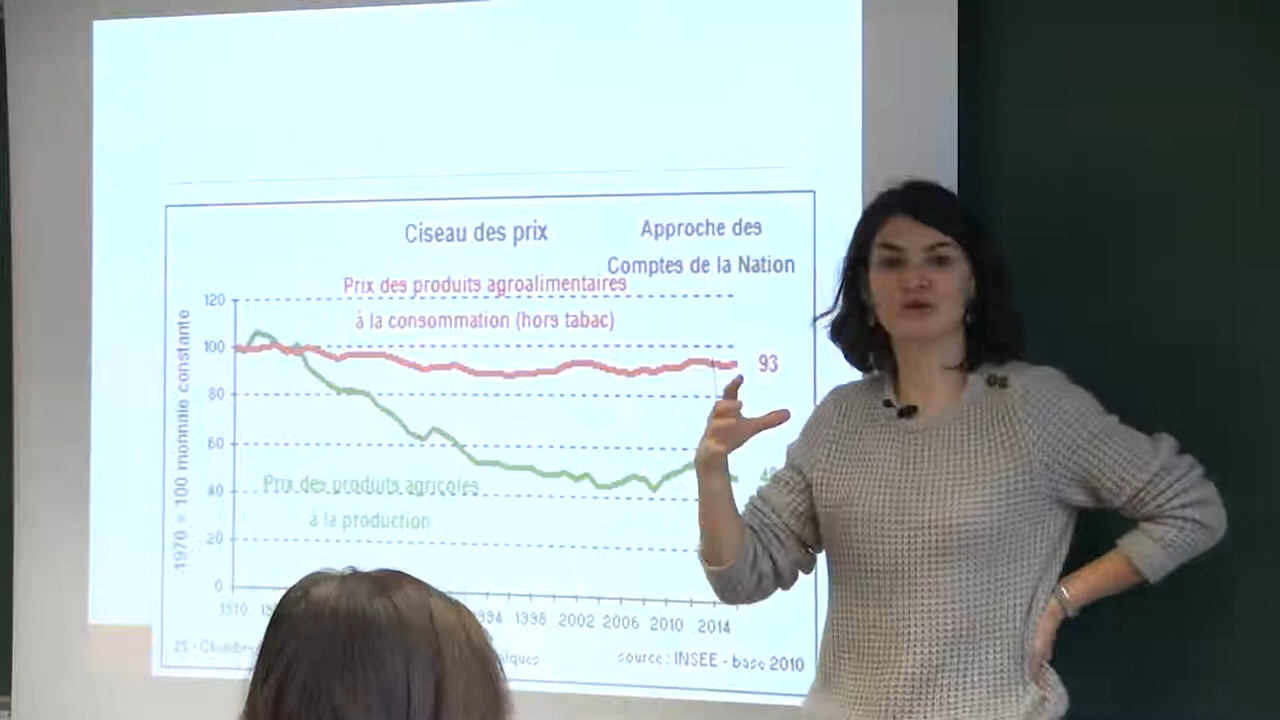 Ciseau des prix
Approche des
Comptes de la Nation
Prix des produits agroalimentaires
à la consommation (hors tabac)
1970 = 100 monnaie constante
120
100
80
60
40
20
0
93
Prix des produits agricoles
à la production
1970
1998 2002 2006 2010 2014
source : INSEE - base 2010